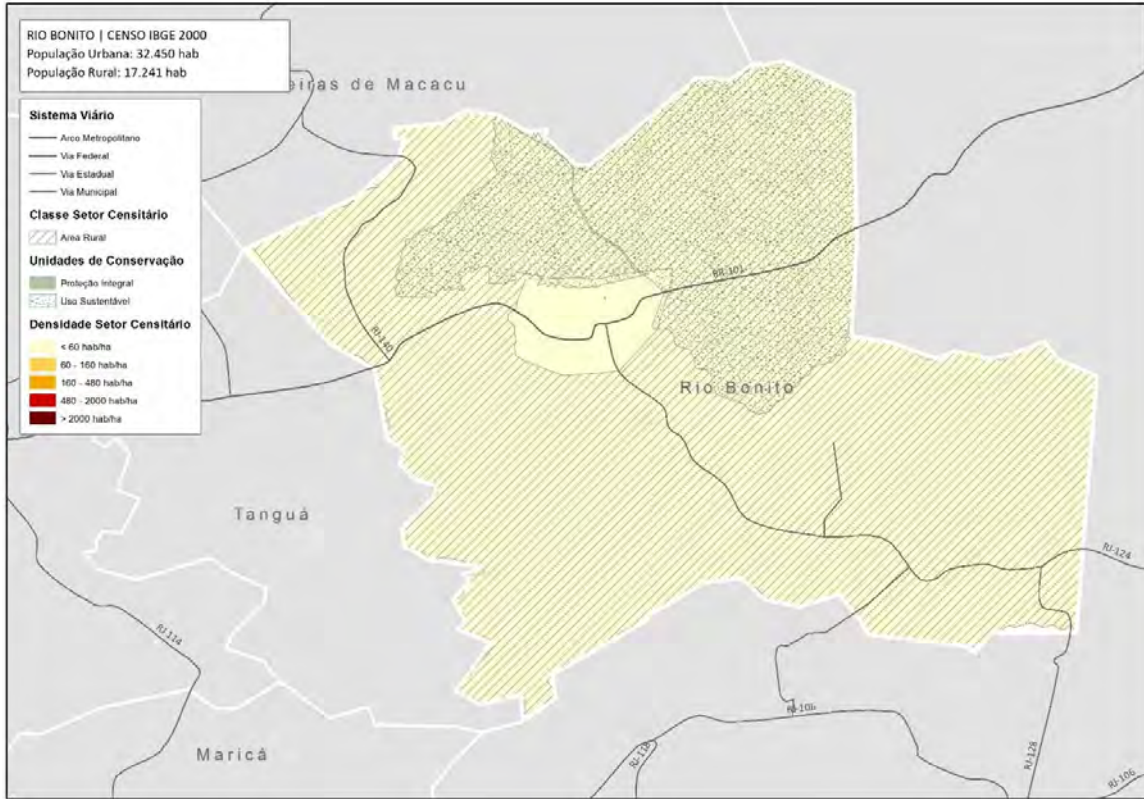 RIO BONITO | CENSO IBGE 2000
População Urbana: 32.450 hab
População Rural: 17.241 hab
eiras de Macacu
Sistema Viário
Arco Metropolitano
Via Federal
Via Estadual
Via Municipal
Classe Setor Censitário
Area Rural
Unidades de Conservação
Proteção Integral
Uso Sustentável
Densidade Setor Censitário
< 60 hab/ha
60 - 160 hab/ha
160 - 480 hab/ha
480 - 2000 hab/ha
> 2000 hab/ha
BR-101
RJ-140
Rio Bonito
Tanguá
RJ-124
RJ-114
RJ-106
RJ-118
RJ-128
RJ-106
Maricá